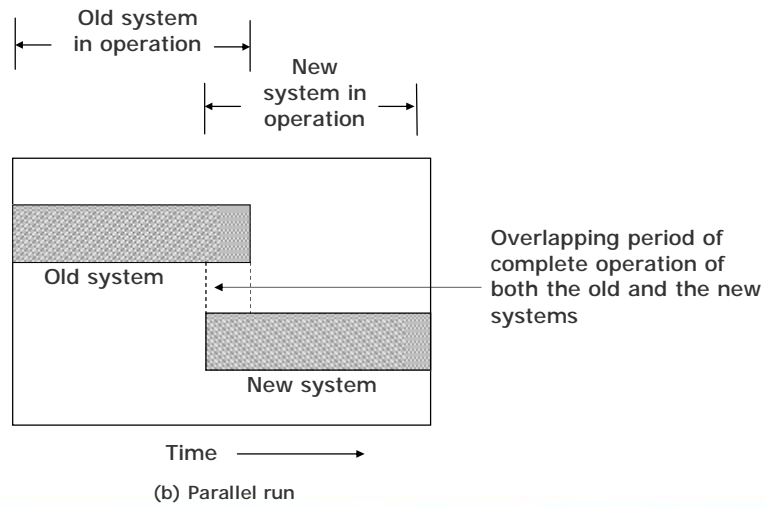 Old system
in operation
New
system in
operation
Old system
Overlapping period of
complete operation of
both the old and the new
systems
New system
Time
(b) Parallel run